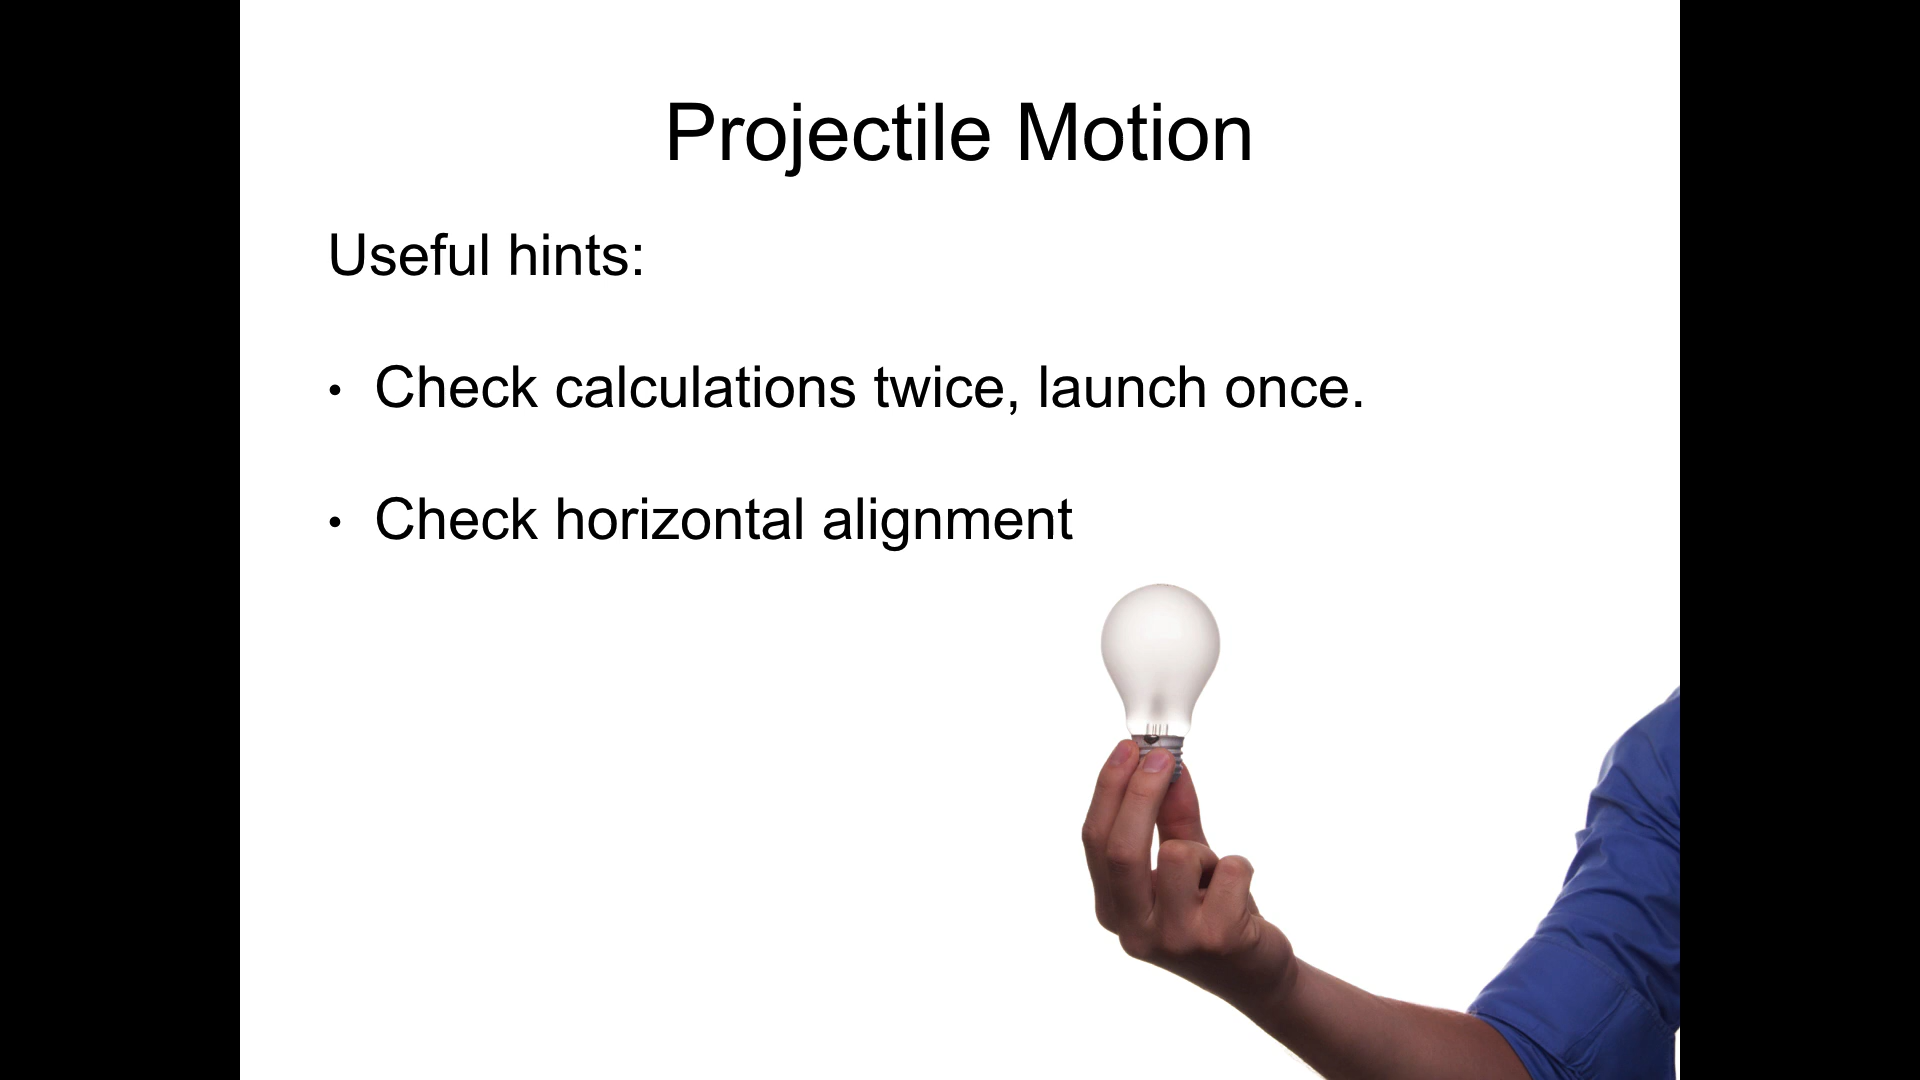 Projectile Motion
Useful hints:
• Check calculations twice, launch once.
• Check horizontal alignment